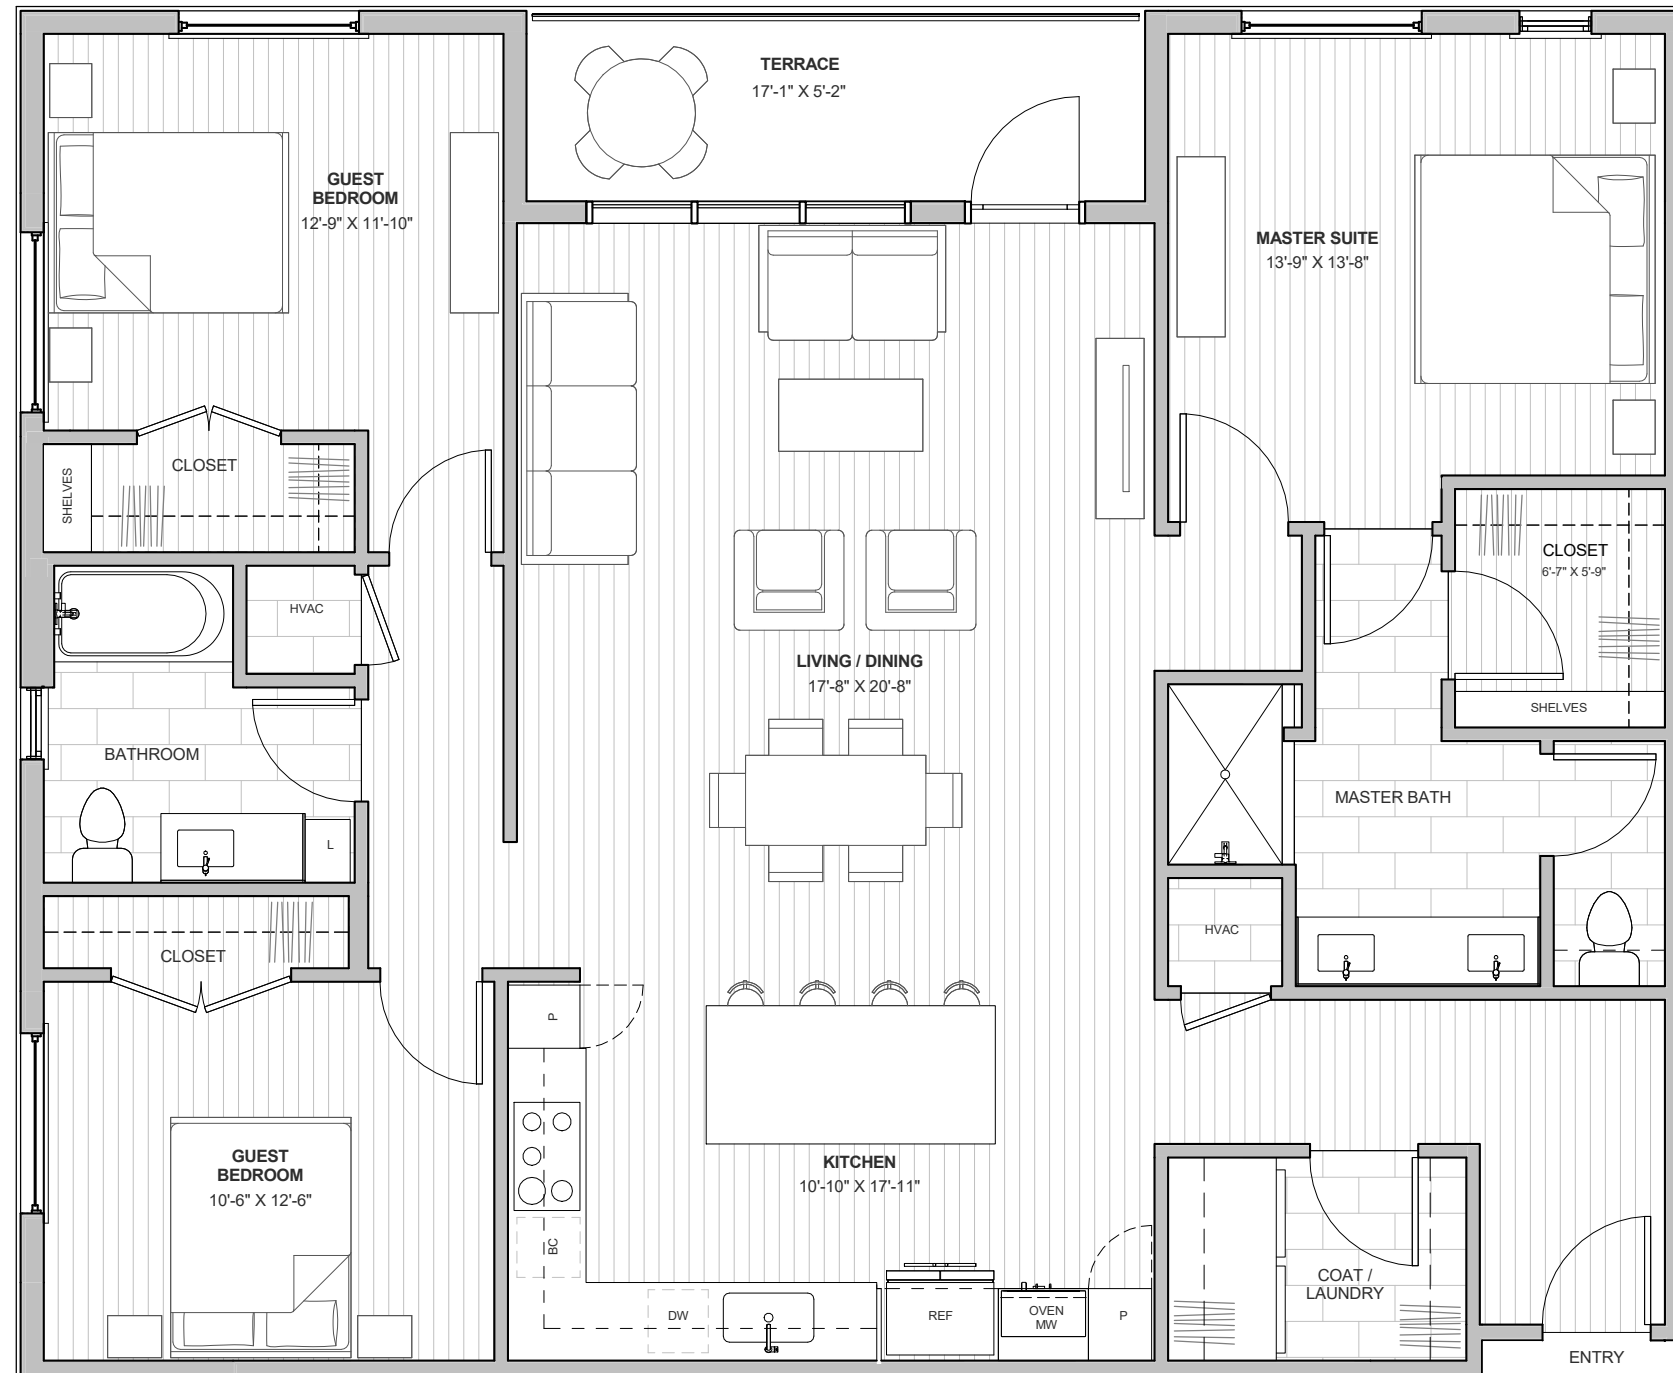 TERRACE
17'-1" X 5'-2"
GUEST
BEDROOM
12'-9" X 11'-10"
MASTER SUITE
13'-9" X 13'-8"
CLOSET
SHELVES
CLOSET
6'-7" X 5'-9"
SHELVES
HVAC
LIVING / DINING
17'-8" X 20'-8"
BATHROOM
L
MASTER BATH
HVAC
CLOSET
P
GUEST
BEDROOM
10'-6" X 12'-6"
KITCHEN
10'-10" X 17'-11"
BC
DW
REF
OVEN
MW
P
COAT /
LAUNDRY
ENTRY